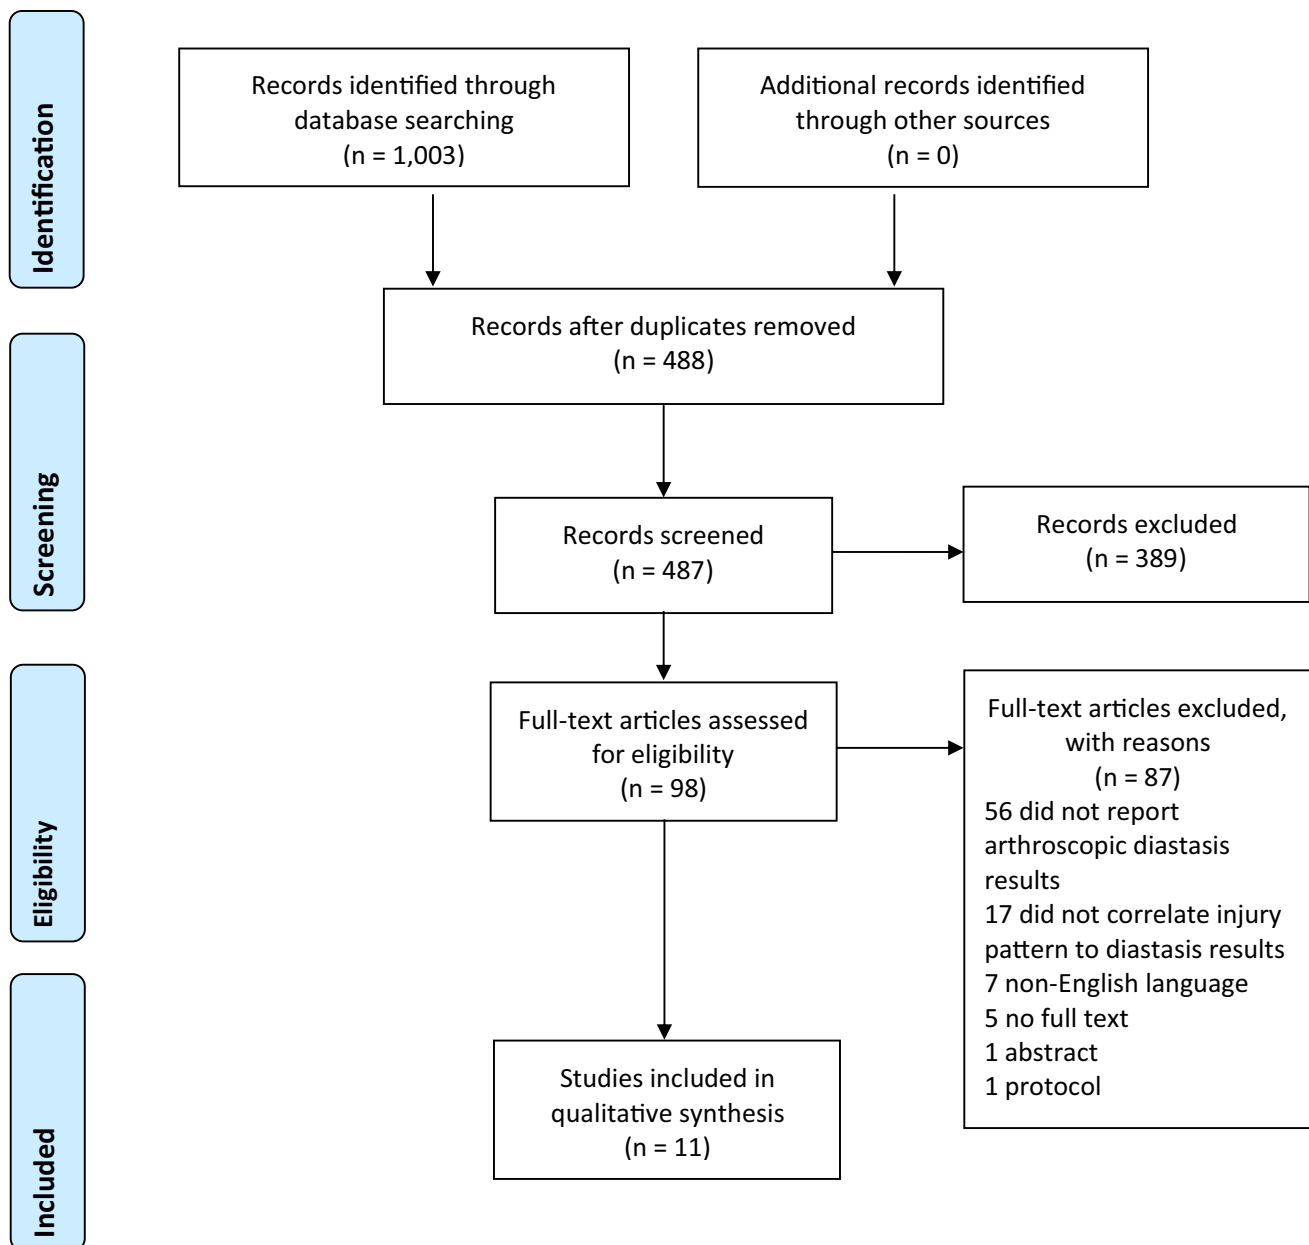 Identification
Records identified through
database searching
(n = 1,003)
Additional records identified
through other sources
(n = 0)
Records after duplicates removed
(n = 488)
Screening
Records screened
(n = 487)
Records excluded
(n = 389)
Eligibility
Full-text articles assessed
for eligibility
(n = 98)
Full-text articles excluded,
with reasons
(n = 87)
56 did not report
arthroscopic diastasis
results
17 did not correlate injury
pattern to diastasis results
7 non-English language
5 no full text
1 abstract
1 protocol
Included
Studies included in
qualitative synthesis
(n = 11)